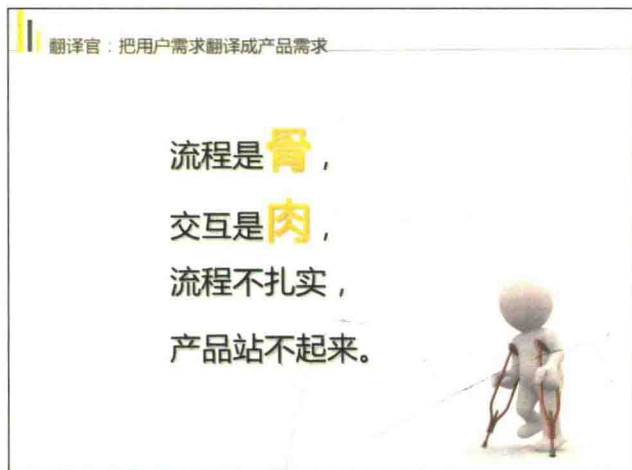 翻译官：把用户需求翻译成产品需求
流程是骨，
交互是肉，
流程不扎实，
产品站不起来。